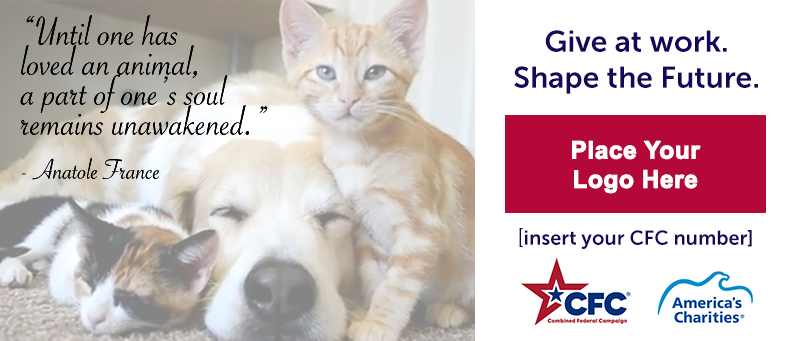 “Until one has
loved an animal,
a part of one's soul
remains unawakened.”
- Anatole France
Give at work.
Shape the Future.
Place Your
Logo Here
[insert your CFC number]
CFC®
Combined Federal Campaign
America's
Charities®